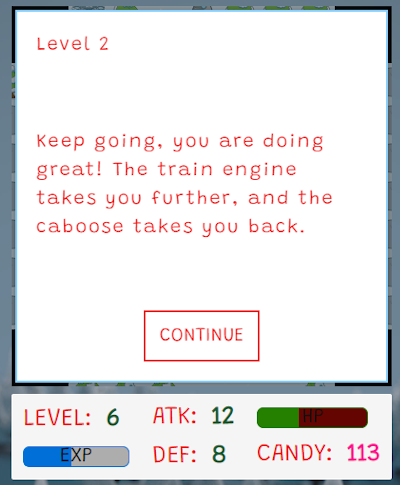 Level 2
Keep going, you are doing
great! The train engine
takes you further, and the
caboose takes you back.
CONTINUE
LEVEL: 6 ATK: 12 HP
EXP DEF: 8 CANDY: 113